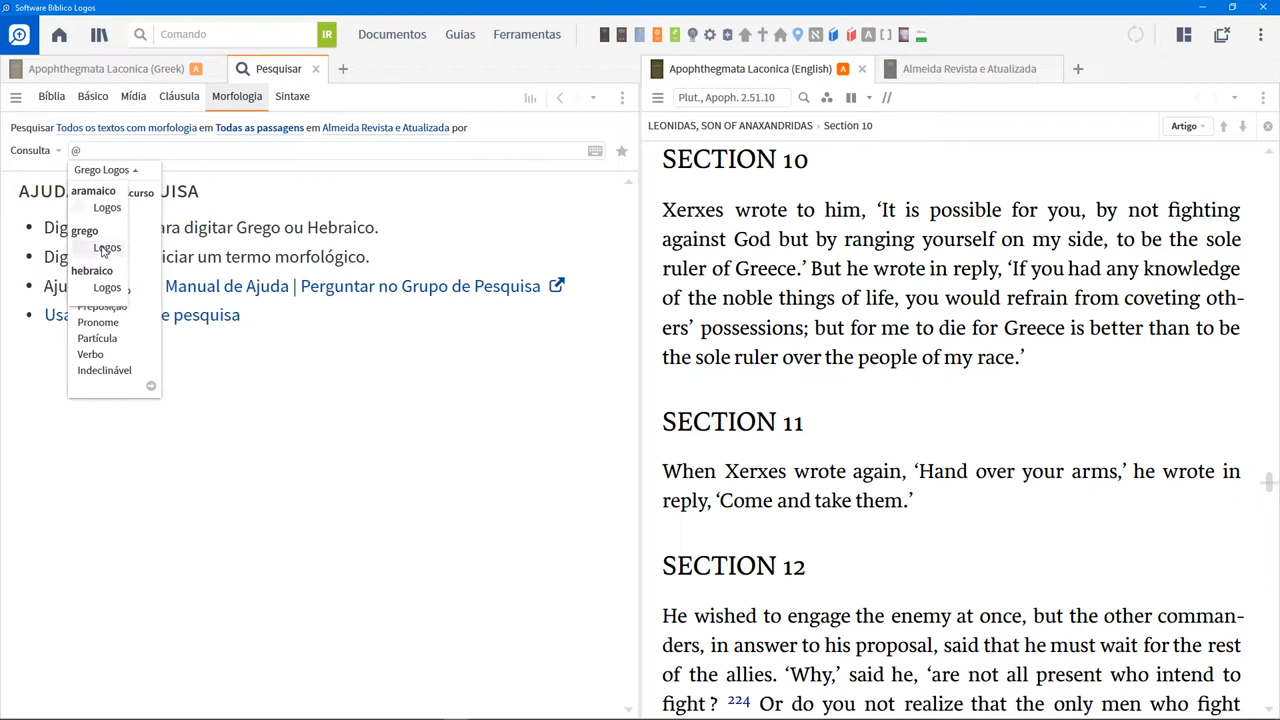 Software Bíblico Logos
Comando
IR
Documentos
Guias
Ferramentas
Apophthegmata Laconica (Greek) A
Pesquisar
Bíblia
Básico
Mídia
Cláusula
Morfologia
Sintaxe
Pesquisar Todos os textos com morfologia em Todas as passagens em Almeida Revista e Atualizada por
Consulta @
Grego Logos
aramaico
Logos
grego
Logos
hebraico
Logos
curso
Preposição
Pronome
Partícula
Verbo
Indeclinável
AJUD
ISA
ara digitar Grego ou Hebraico.
iciar um termo morfológico.
Manual de Ajuda | Perguntar no Grupo de Pesquisa
e pesquisa
Apophthegmata Laconica (English) A
Almeida Revista e Atualizada
Plut., Apoph. 2.51.10
LEONIDAS, SON OF ANAXANDRIDAS › Section 10
Artigo
SECTION 10
Xerxes wrote to him, ‘It is possible for you, by not fighting
against God but by ranging yourself on my side, to be the sole
ruler of Greece.’ But he wrote in reply, ‘If you had any knowledge
of the noble things of life, you would refrain from coveting oth-
ers’ possessions; but for me to die for Greece is better than to be
the sole ruler over the people of my race.’
SECTION 11
When Xerxes wrote again, ‘Hand over your arms,’ he wrote in
reply, ‘Come and take them.’
SECTION 12
He wished to engage the enemy at once, but the other comman-
ders, in answer to his proposal, said that he must wait for the rest
of the allies. ‘Why,’ said he, ‘are not all present who intend to
fight? 224 Or do you not realize that the only men who fight